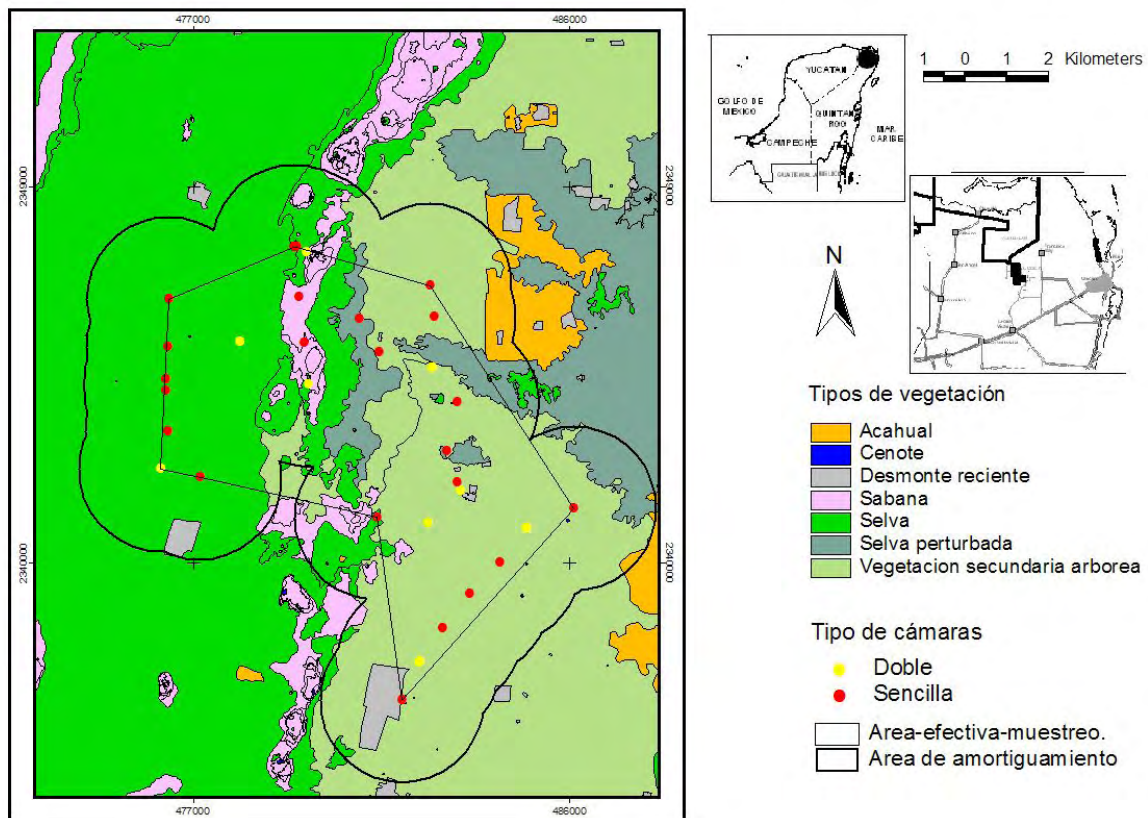 477000
486000
2349000
2349000
2340000
2340000
477000
486000
YUCATAN
GOLFO DE
MEXICO
QUINTAN
ROO
MAR
CARIBE
CAMPECHE
GUATEMALA
1 0 1 2 Kilometers
N
Tipos de vegetación
Acahual
Cenote
Desmonte reciente
Sabana
Selva
Selva perturbada
Vegetacion secundaria arborea
Tipo de cámaras
Doble
Sencilla
Area-efectiva-muestreo.
Area de amortiguamiento